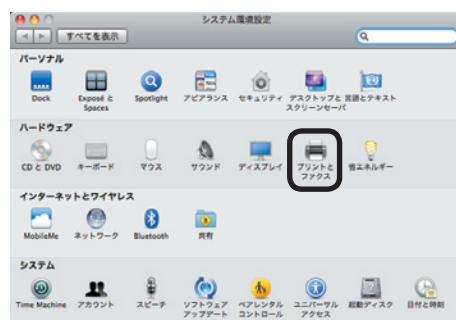 システム環境設定
すべてを表示
パーソナル
Dock
Exposé と
Spaces
Spotlight
アピアランス
セキュリティ
デスクトップと
スクリーンセーバ
言語とテキスト
ハードウェア
CD と DVD
キーボード
マウス
サウンド
ディスプレイ
プリントと
ファクス
省エネルギー
インターネットとワイヤレス
MobileMe
ネットワーク
Bluetooth
共有
システム
Time Machine
アカウント
スピーチ
ソフトウェア
アップデート
ペアレンタル
コントロール
ユニバーサル
アクセス
起動ディスク
日付と時刻